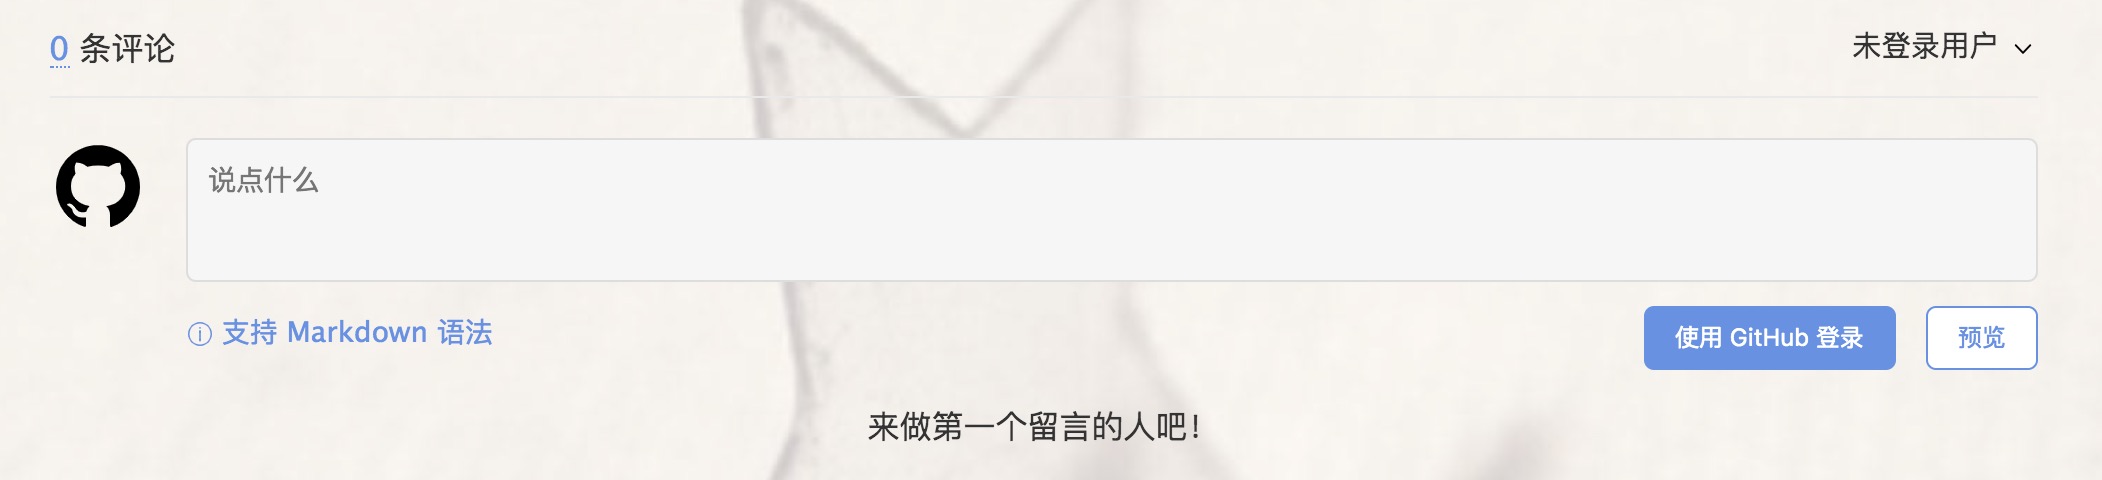 0 条评论
未登录用户
说点什么
支持 Markdown 语法
使用 GitHub 登录
预览
来做第一个留言的人吧！